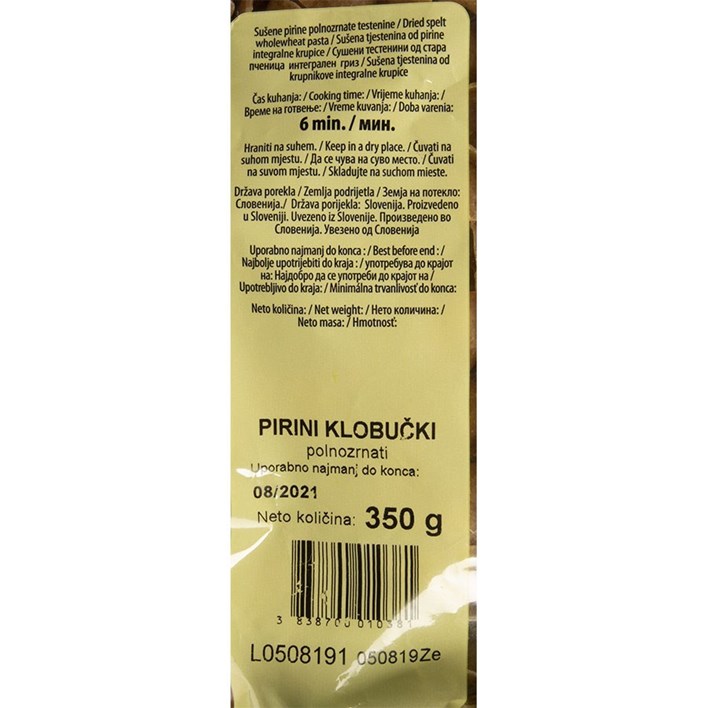 Sušene pirine polnozrnate testenine / Dried spelt
wholewheat pasta / Sušena tjestenina od pirine
integralne krupice / Сушени тестенини од стара
пченица интегрален гриз / Sušena tjestenina od
krupnikove integralne krupice
Čas kuhanja: / Cooking time: / Vrijeme kuhanja: /
Време на готвење: / Vreme kuvanja: / Doba varenia:
6 min. / мин.
Hraniti na suhem. / Keep in a dry place. / Čuvati na
suhom mjestu. / Да се чува на суво место. / Čuvati
na suvom mjestu. / Skladujte na suchom mieste.
Država porekla / Zemlja podrijetla / Земја на потекло:
Словенија./ Država porijekla: Slovenija. Proizvedeno
u Sloveniji. Uvezeno iz Slovenije. Произведено во
Словенија. Увезено од Словенија
Uporabno najmanj do konca : / Best before end : /
Najbolje upotrijebiti do kraja : / употребува до крајот
на: Најдобро да се употреби до крајот на /
Upotrebljivo do kraja: / Minimálna trvanlivosť do konca:
Neto količina: / Net weight: / Нето количина: /
Neto masa: / Hmotnosť:
PIRINI KLOBUČKI
polnozrnati
Uporabno najmanj do konca:
08/2021
Neto količina: 350 g
3 838700 010381
L0508191 050819Ze